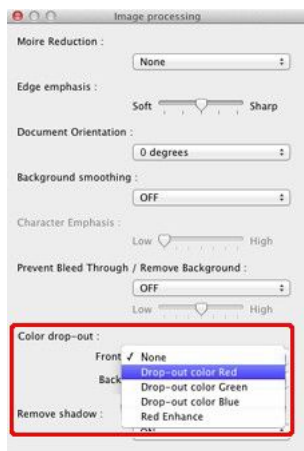 Image processing
Moire Reduction :
None
Edge emphasis :
Soft Sharp
Document Orientation :
0 degrees
Background smoothing :
OFF
Character Emphasis :
Low High
Prevent Bleed Through / Remove Background :
OFF
Low High
Color drop-out :
Front ✓ None
Drop-out color Red
Back Drop-out color Green
Drop-out color Blue
Remove shadow : Red Enhance
ON